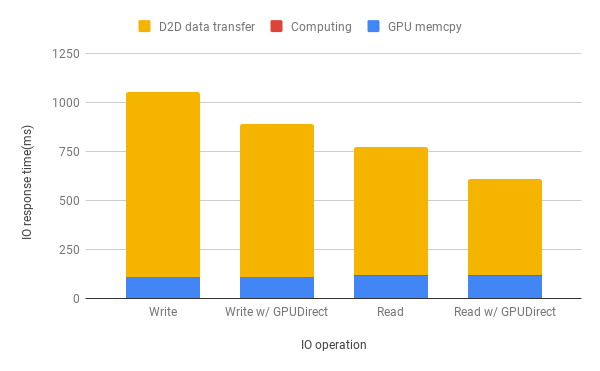 D2D data transfer Computing GPU memcpy
1250
1000
750
500
250
0
IO response time(ms)
Write Write w/ GPUDirect Read Read w/ GPUDirect
IO operation